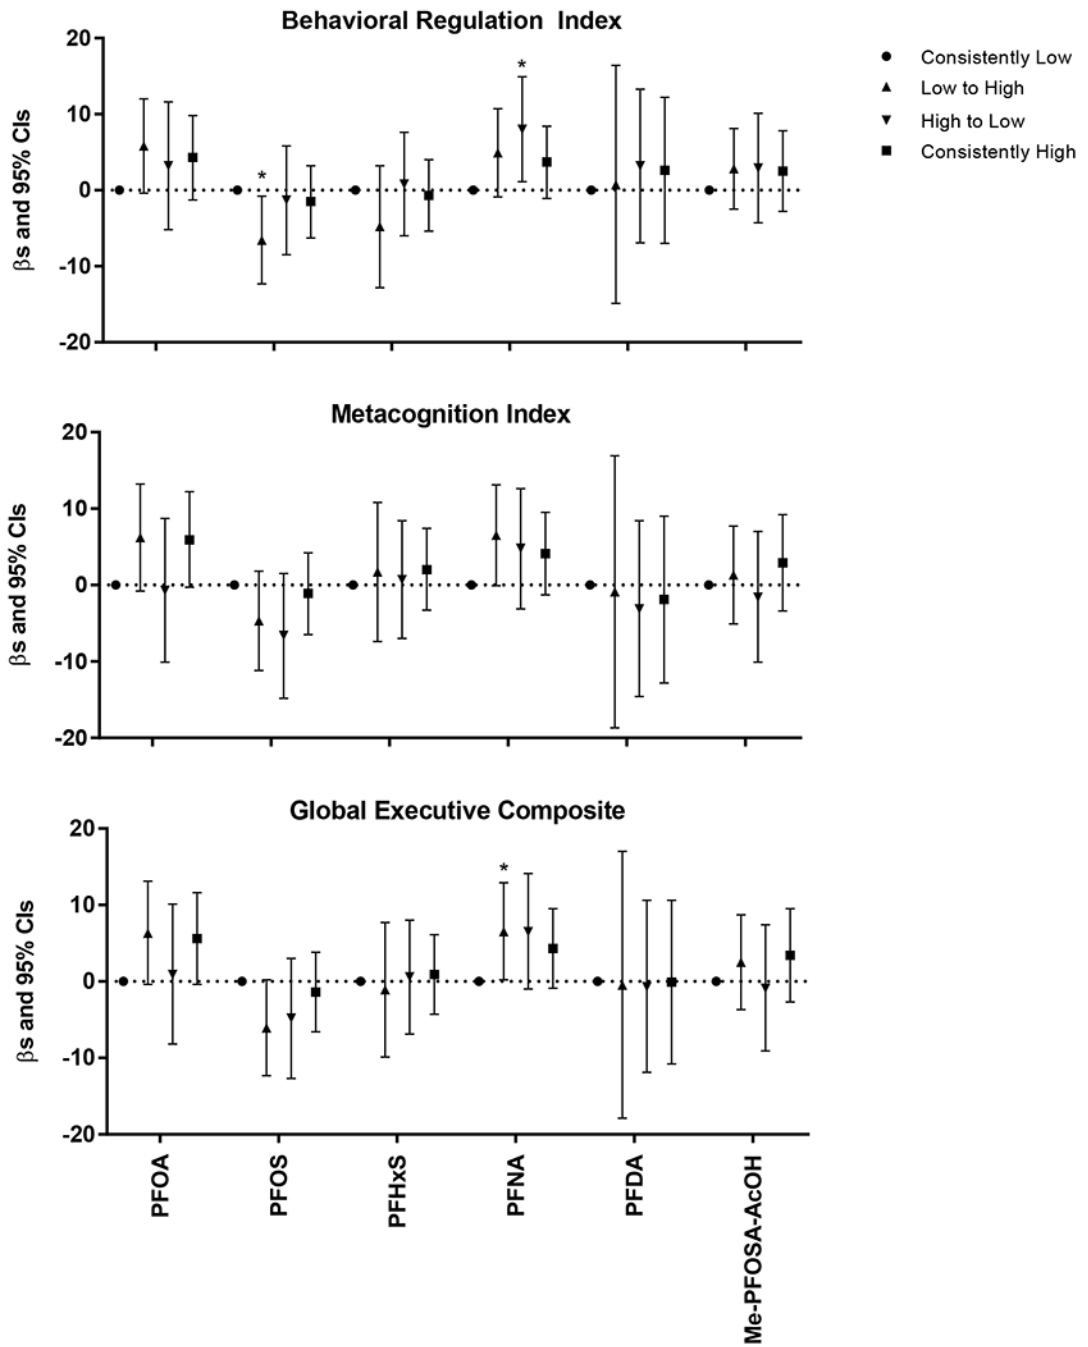 Behavioral Regulation Index
Consistently Low
Low to High
High to Low
Consistently High
βs and 95% CIs
20
10
0
-10
-20
*
*
Metacognition Index
βs and 95% CIs
20
10
0
-10
-20
Global Executive Composite
βs and 95% CIs
20
10
0
-10
-20
*
PFOA
PFOS
PFHxS
PFNA
PFDA
Me-PFOSA-AcOH